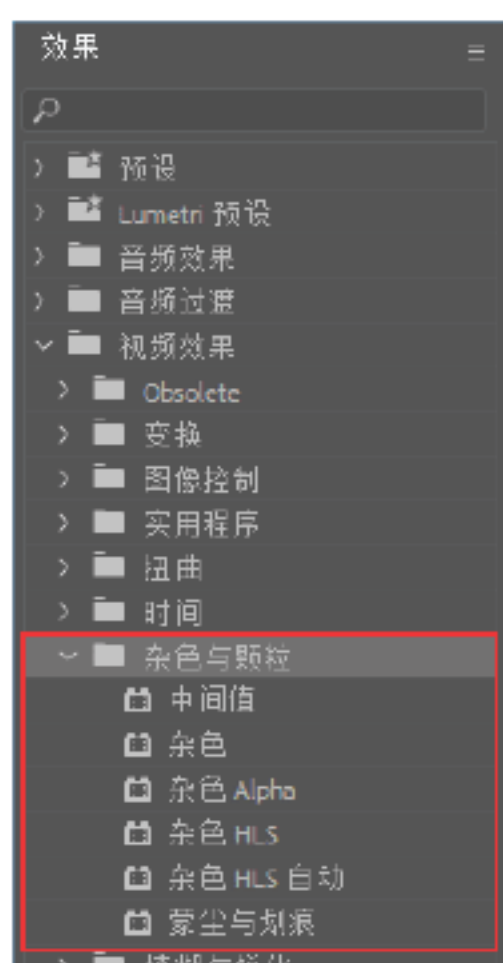 效果
预设
Lumetri 预设
音频效果
音频过渡
视频效果
Obsolete
变换
图像控制
实用程序
扭曲
时间
杂色与颗粒
中间值
杂色
杂色 Alpha
杂色 HLS
杂色 HLS 自动
蒙尘与划痕